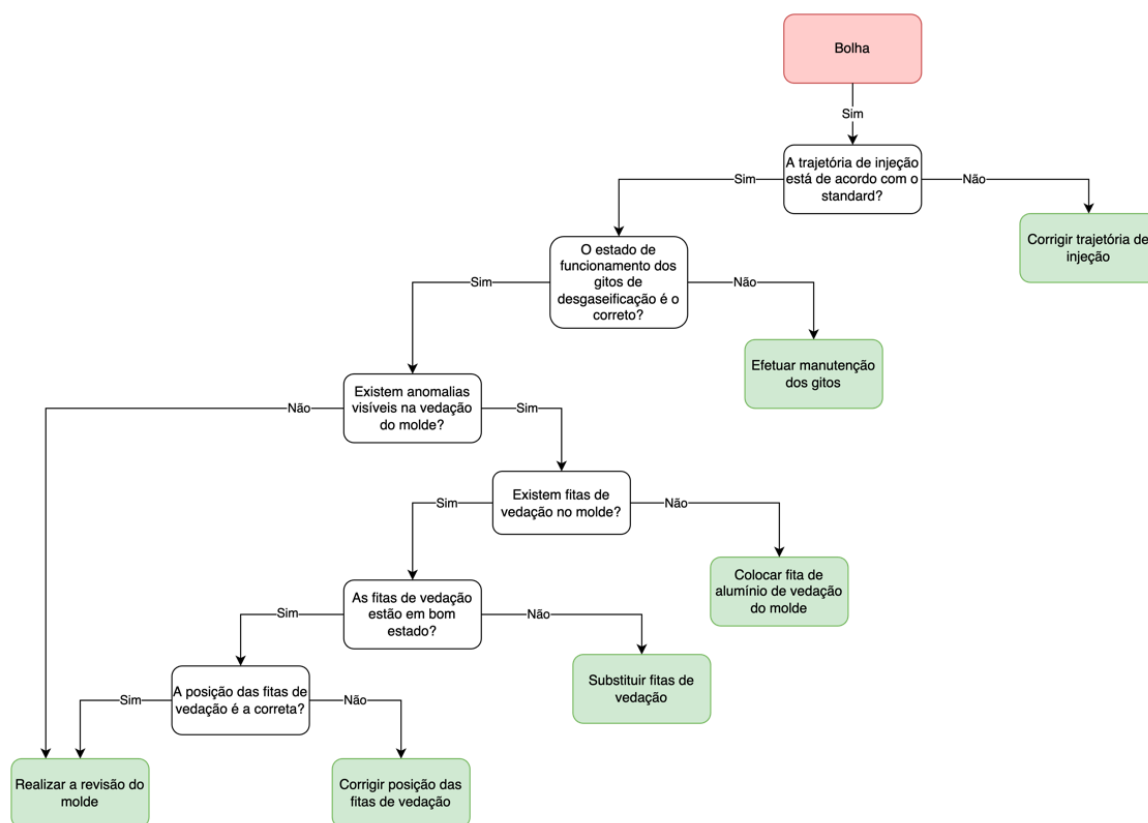 Bolha
Sim
A trajetória de injeção
está de acordo com o
standard?
Sim
Não
O estado de
funcionamento dos
gitos de
desgaseificação é o
correto?
Corrigir trajetória de
injeção
Sim
Não
Efetuar manutenção
dos gitos
Existem anomalias
visíveis na vedação
do molde?
Não
Sim
Existem fitas de
vedação no molde?
Sim
Não
Colocar fita de
alumínio de vedação
do molde
As fitas de vedação
estão em bom
estado?
Sim
Não
Substituir fitas de
vedação
A posição das fitas de
vedação é a correta?
Sim
Não
Realizar a revisão do
molde
Corrigir posição das
fitas de vedação